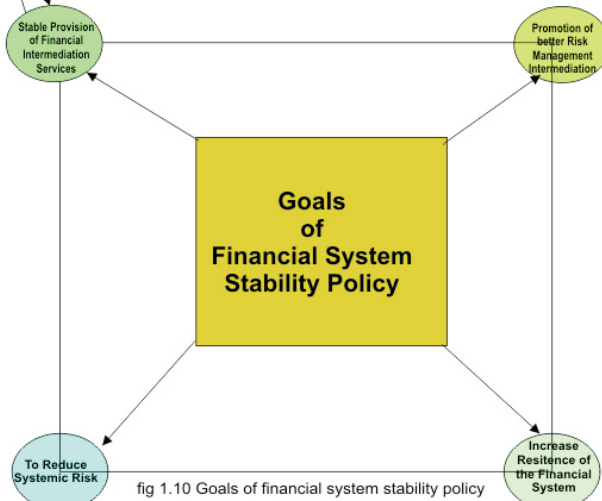 Stable Provision
of Financial
Intermediation
Services
Promotion of
better Risk
Management
Intermediation
Goals
of
Financial System
Stability Policy
To Reduce
Systemic Risk
Increase
Resitence of
the Financial
System
fig 1.10 Goals of financial system stability policy